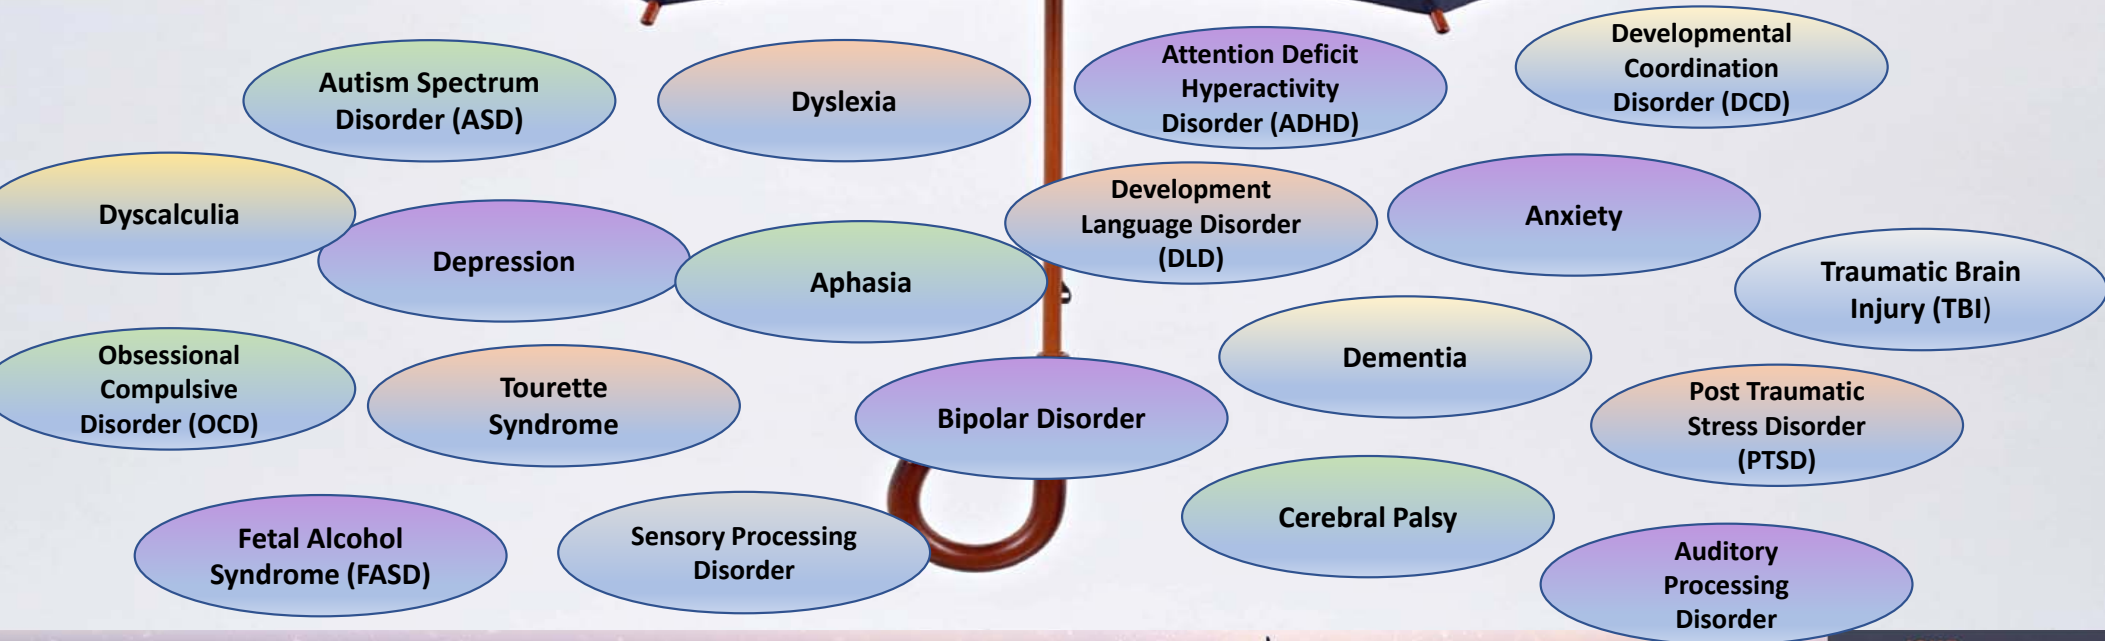 Autism Spectrum
Disorder (ASD)
Dyslexia
Attention Deficit
Hyperactivity
Disorder (ADHD)
Developmental
Coordination
Disorder (DCD)
Dyscalculia
Depression
Aphasia
Development
Language Disorder
(DLD)
Anxiety
Traumatic Brain
Injury (TBI)
Obsessional
Compulsive
Disorder (OCD)
Tourette
Syndrome
Bipolar Disorder
Dementia
Post Traumatic
Stress Disorder
(PTSD)
Fetal Alcohol
Syndrome (FASD)
Sensory Processing
Disorder
Cerebral Palsy
Auditory
Processing
Disorder